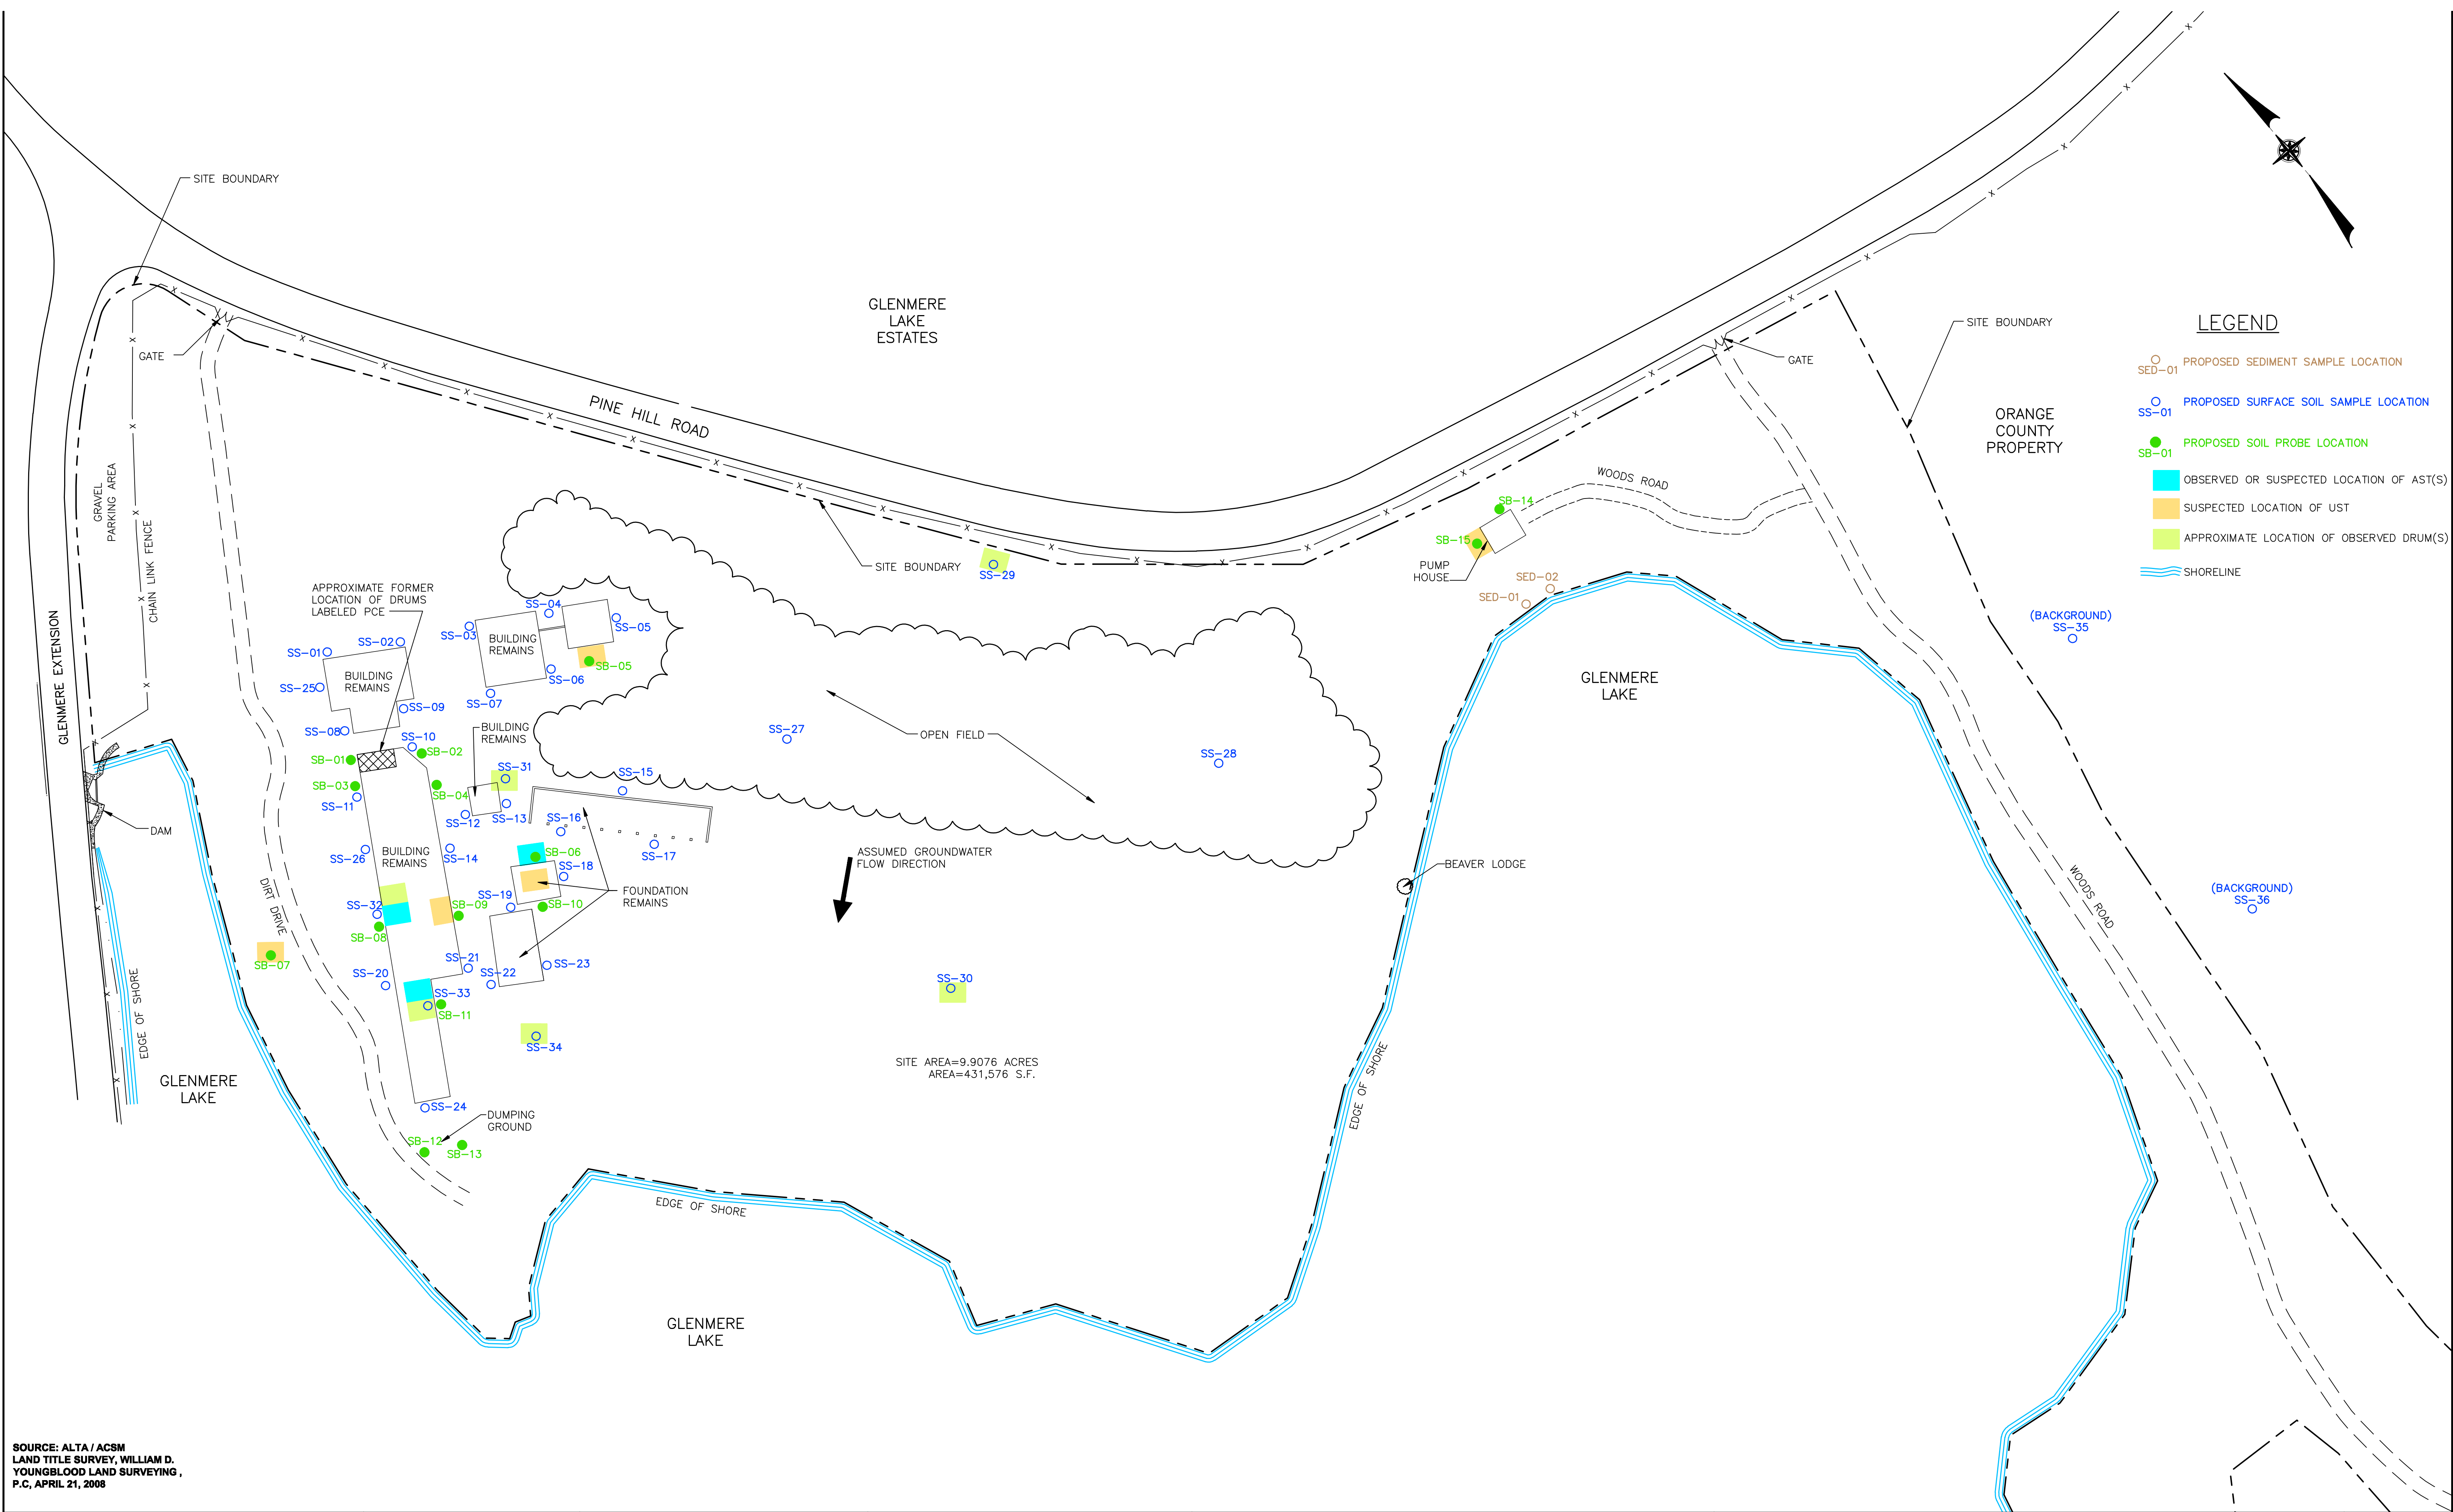 SITE BOUNDARY
GLENMERE
LAKE
ESTATES
GATE
PINE HILL ROAD
SITE BOUNDARY
GATE
ORANGE
COUNTY
PROPERTY
LEGEND
SED-01
PROPOSED SEDIMENT SAMPLE LOCATION
SS-01
PROPOSED SURFACE SOIL SAMPLE LOCATION
SB-01
PROPOSED SOIL PROBE LOCATION
OBSERVED OR SUSPECTED LOCATION OF AST(S)
SUSPECTED LOCATION OF UST
APPROXIMATE LOCATION OF OBSERVED DRUM(S)
SHORELINE
GRAVEL
PARKING AREA
CHAIN LINK FENCE
GLENMERE EXTENSION
WOODS ROAD
SB-14
SB-15
PUMP
HOUSE
SITE BOUNDARY
SS-29
SED-02
SED-01
APPROXIMATE FORMER
LOCATION OF DRUMS
LABELED PCE
SS-04
SS-05
SS-03
BUILDING
REMAINS
SB-05
SS-06
SS-07
SS-02
SS-01
SS-25
BUILDING
REMAINS
SS-09
SS-08
SS-10
SB-01
SB-02
SB-03
SS-11
SB-04
BUILDING
REMAINS
SS-31
SS-12
SS-13
SS-15
SS-16
SS-17
SS-27
OPEN FIELD
SS-28
GLENMERE
LAKE
(BACKGROUND)
SS-35
DAM
SS-26
BUILDING
REMAINS
SS-14
SB-06
SS-18
SS-19
SB-10
FOUNDATION
REMAINS
ASSUMED GROUNDWATER
FLOW DIRECTION
BEAVER LODGE
(BACKGROUND)
SS-36
WOODS ROAD
DIRT DRIVE
SS-32
SB-08
SB-09
SB-07
SS-20
SS-21
SS-22
SS-23
SS-33
SB-11
SS-34
SS-30
EDGE OF SHORE
GLENMERE
LAKE
SITE AREA=9.9076 ACRES
AREA=431,576 S.F.
EDGE OF SHORE
SS-24
DUMPING
GROUND
SB-12
SB-13
EDGE OF SHORE
GLENMERE
LAKE
SOURCE: ALTA / ACSM
LAND TITLE SURVEY, WILLIAM D.
YOUNGBLOOD LAND SURVEYING ,
P.C, APRIL 21, 2008